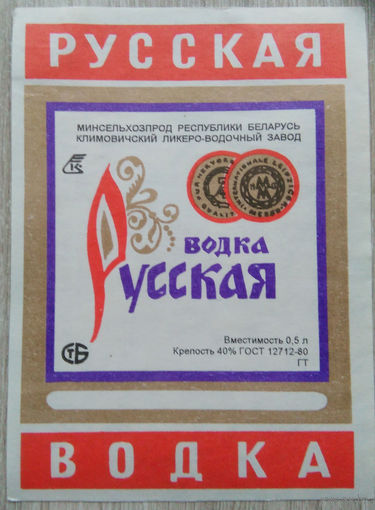 РУССКАЯ
МИНСЕЛЬХОЗПРОД РЕСПУБЛИКИ БЕЛАРУСЬ
КЛИМОВИЧСКИЙ ЛИКЕРО-ВОДОЧНЫЙ ЗАВОД
ВОДКА
РУССКАЯ
Вместимость 0,5 л
Крепость 40% ГОСТ 12712-80
ГТ
СТБ
ВОДКА